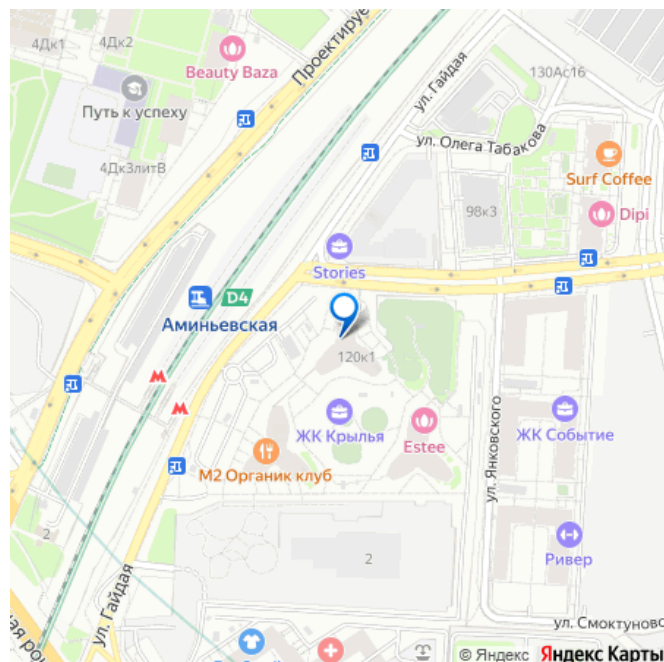 4Дк1
4Дк2
Beauty Baza
Проектируе
ул. Гайдая
130Ас16
Путь к успеху
ул. Олега Табакова
4Дк3литВ
Surf Coffee
98к3
Dipi
Stories
D4
Аминьевская
120к1
ЖК Крылья
Estee
ул. Янковского
ЖК Событие
М2 Органик клуб
2
2
Ривер
ул. Гайдая
ул. Смоктуновс
© Яндекс Яндекс Карты